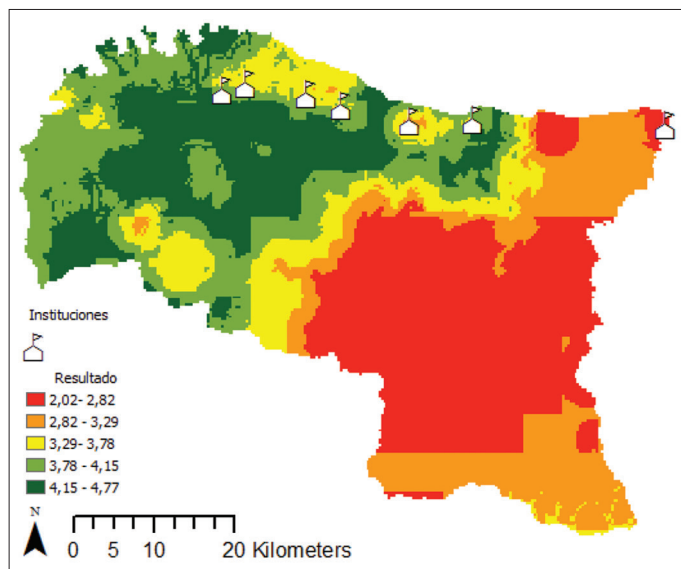 Instituciones
Resultado
2,02- 2,82
2,82 - 3,29
3,29- 3,78
3,78 - 4,15
4,15 - 4,77
N
0 5 10 20 Kilometers